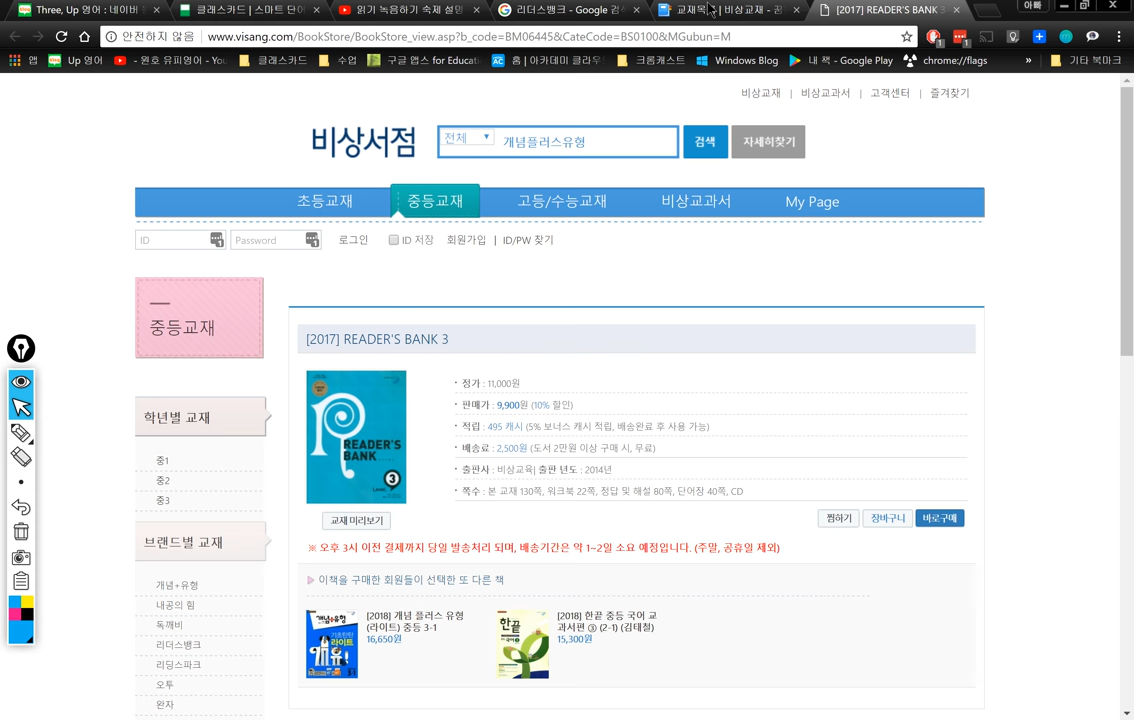 Three, Up 영어 : 네이버
클래스카드 | 스마트 단어
읽기 녹음하기 숙제 설명
리더스뱅크 - Google 검색
교재목록 | 비상교재 - 꿈
[2017] READER'S BANK 3
아빠
안전하지 않음
www.visang.com/BookStore/BookStore_view.asp?b_code=BM06445&CateCode=BS0100&MGubun=M
앱
Up 영어
- 원호 유피영어 - You
클래스카드
수업
구글 앱스 for Educati
홈 | 아카데미 클라우
크롬캐스트
Windows Blog
내 책 - Google Play
chrome://flags
»
기타 북마크
비상교재 | 비상교과서 | 고객센터 | 즐겨찾기
비상서점
전체
개념플러스유형
검색
자세히찾기
초등교재
중등교재
고등/수능교재
비상교과서
My Page
ID
Password
로그인
ID 저장
회원가입 | ID/PW 찾기
중등교재
학년별 교재
중1
중2
중3
브랜드별 교재
개념+유형
내공의 힘
독깨비
리더스뱅크
리딩스파크
오투
완자
[2017] READER'S BANK 3
READER'S
BANK
LEVEL 3
교재 미리보기
정가 : 11,000원
판매가 : 9,900원 (10% 할인)
적립 : 495 캐시 (5% 보너스 캐시 적립, 배송완료 후 사용 가능)
배송료 : 2,500원 (도서 2만원 이상 구매 시, 무료)
출판사 : 비상교육| 출판 년도 : 2014년
쪽수 : 본 교재 130쪽, 워크북 22쪽, 정답 및 해설 80쪽, 단어장 40쪽, CD
찜하기
장바구니
바로구매
※ 오후 3시 이전 결제까지 당일 발송처리 되며, 배송기간은 약 1~2일 소요 예정입니다. (주말, 공휴일 제외)
이책을 구매한 회원들이 선택한 또 다른 책
개념+유형
라이트
[2018] 개념 플러스 유형
(라이트) 중등 3-1
16,650원
한끝
[2018] 한끝 중등 국어 교
과서편 ③ (2-1) (김태철)
15,300원